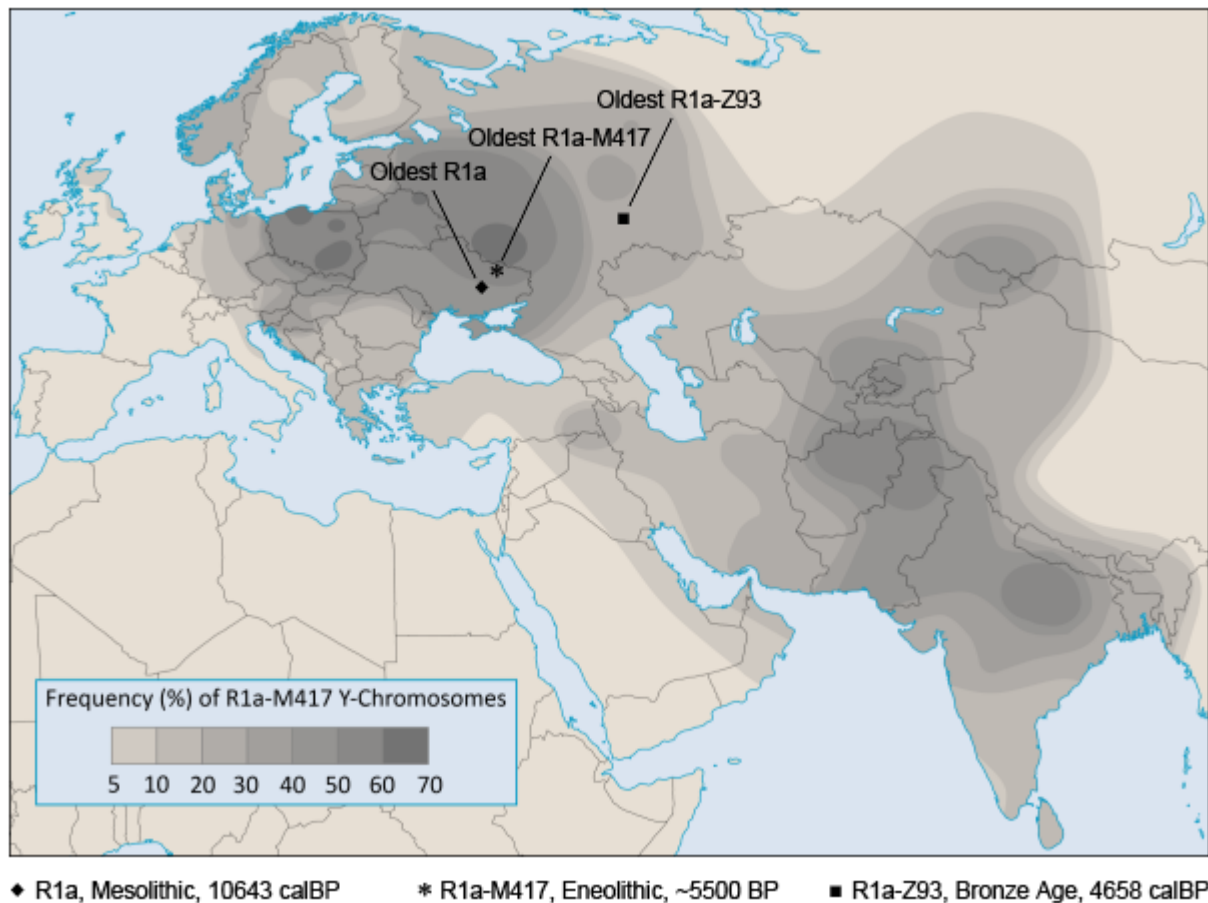 Oldest R1a-Z93
Oldest R1a-M417
Oldest R1a
Frequency (%) of R1a-M417 Y-Chromosomes
5 10 20 30 40 50 60 70
◆ R1a, Mesolithic, 10643 calBP * R1a-M417, Eneolithic, ~5500 BP ■ R1a-Z93, Bronze Age, 4658 calBP